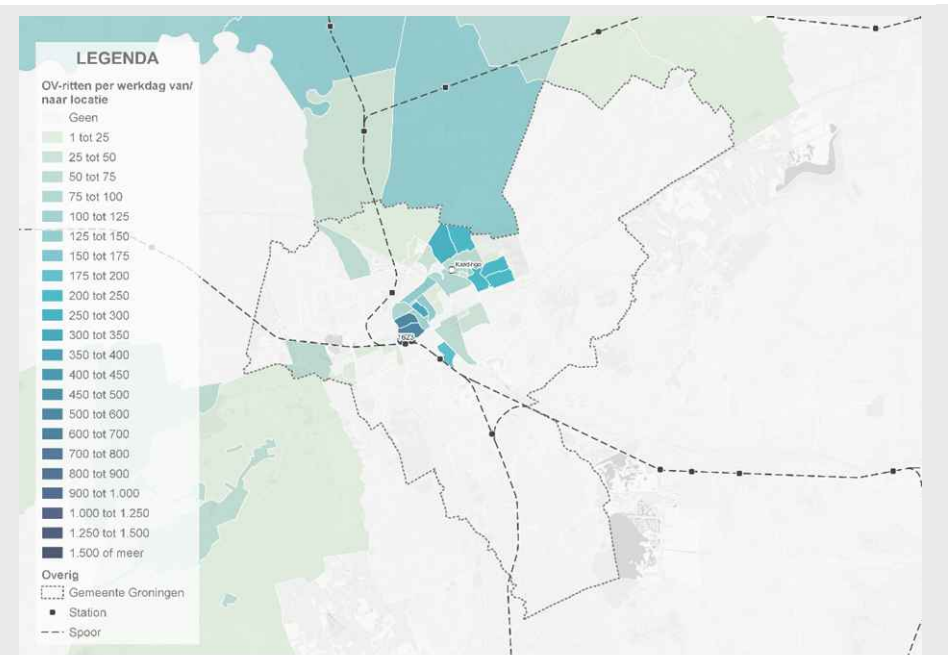 LEGENDA
OV-ritten per werkdag van/
naar locatie
Geen
1 tot 25
25 tot 50
50 tot 75
75 tot 100
100 tot 125
125 tot 150
150 tot 175
175 tot 200
200 tot 250
250 tot 300
300 tot 350
350 tot 400
400 tot 450
450 tot 500
500 tot 600
600 tot 700
700 tot 800
800 tot 900
900 tot 1.000
1.000 tot 1.250
1.250 tot 1.500
1.500 of meer
Overig
Gemeente Groningen
Station
Spoor
1623